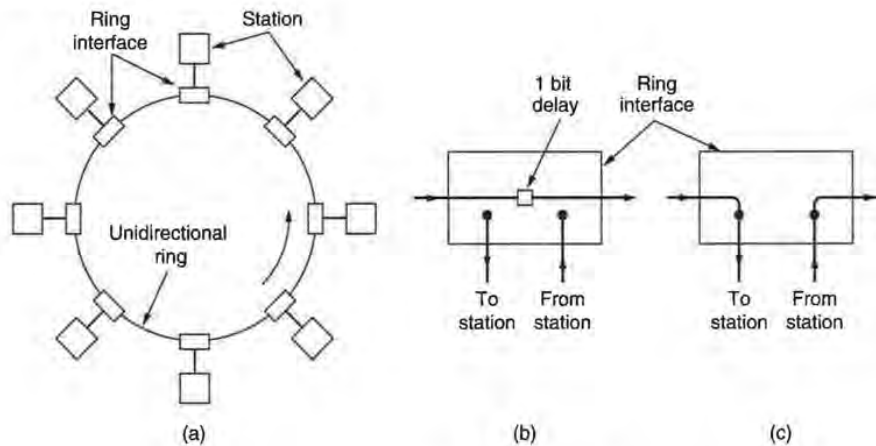 Ring
interface
Station
Unidirectional
ring
(a)
1 bit
delay
Ring
interface
To
station
From
station
(b)
To
station
From
station
(c)